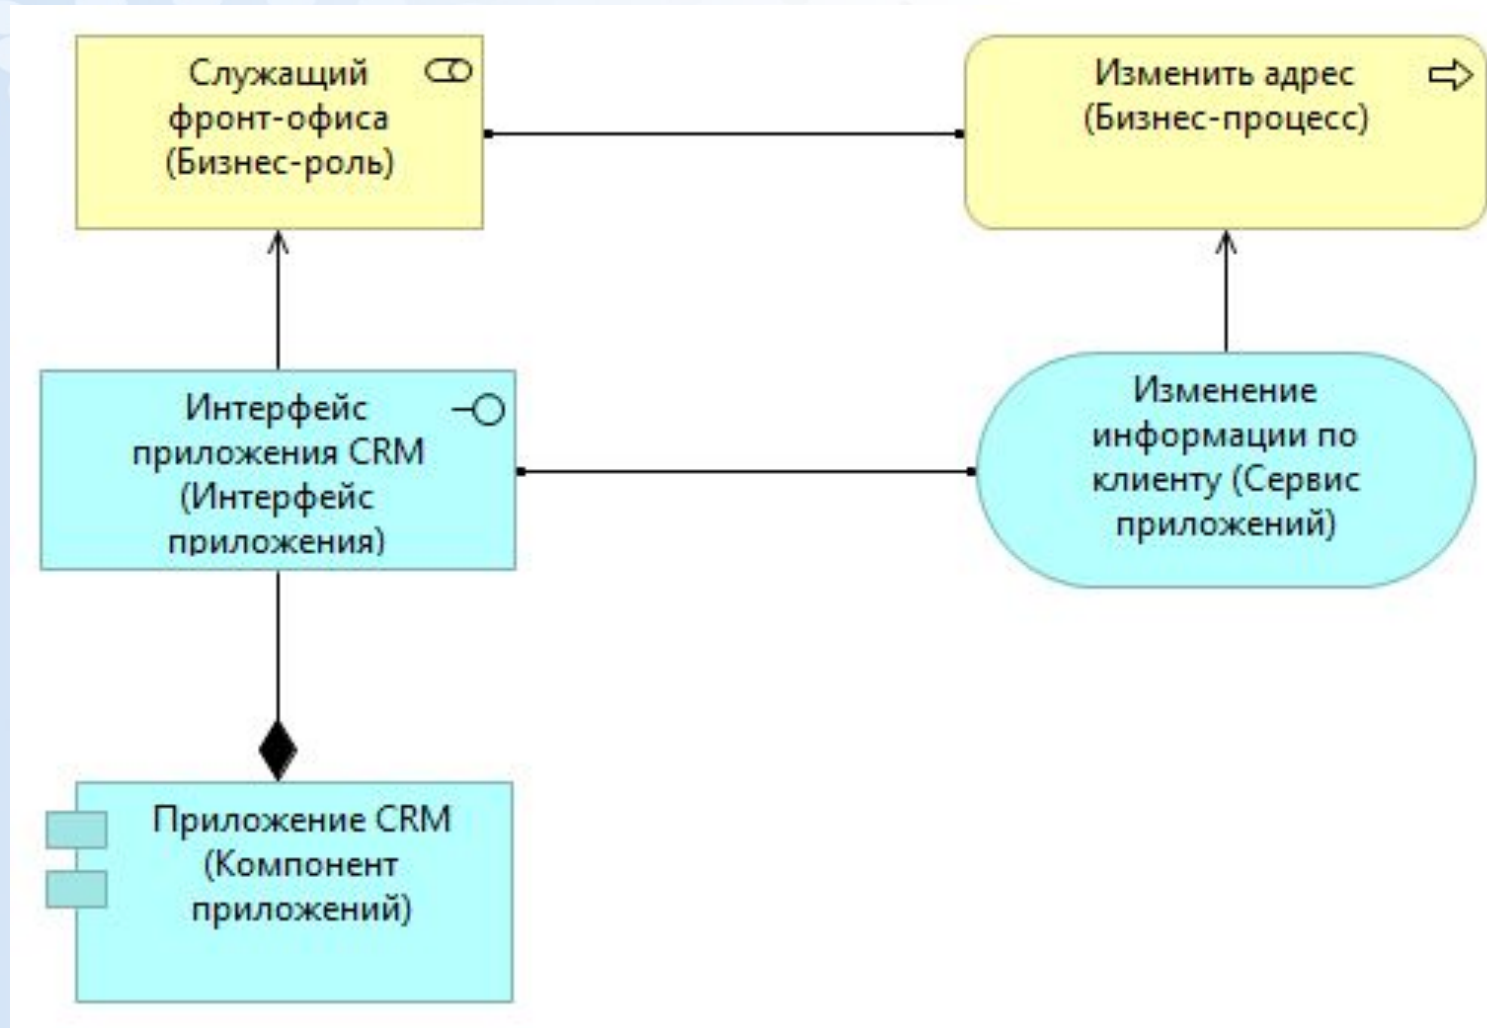 Служащий
фронт-офиса
(Бизнес-роль)
Изменить адрес
(Бизнес-процесс)
Интерфейс
приложения CRM
(Интерфейс
приложения)
Изменение
информации по
клиенту (Сервис
приложений)
Приложение CRM
(Компонент
приложений)